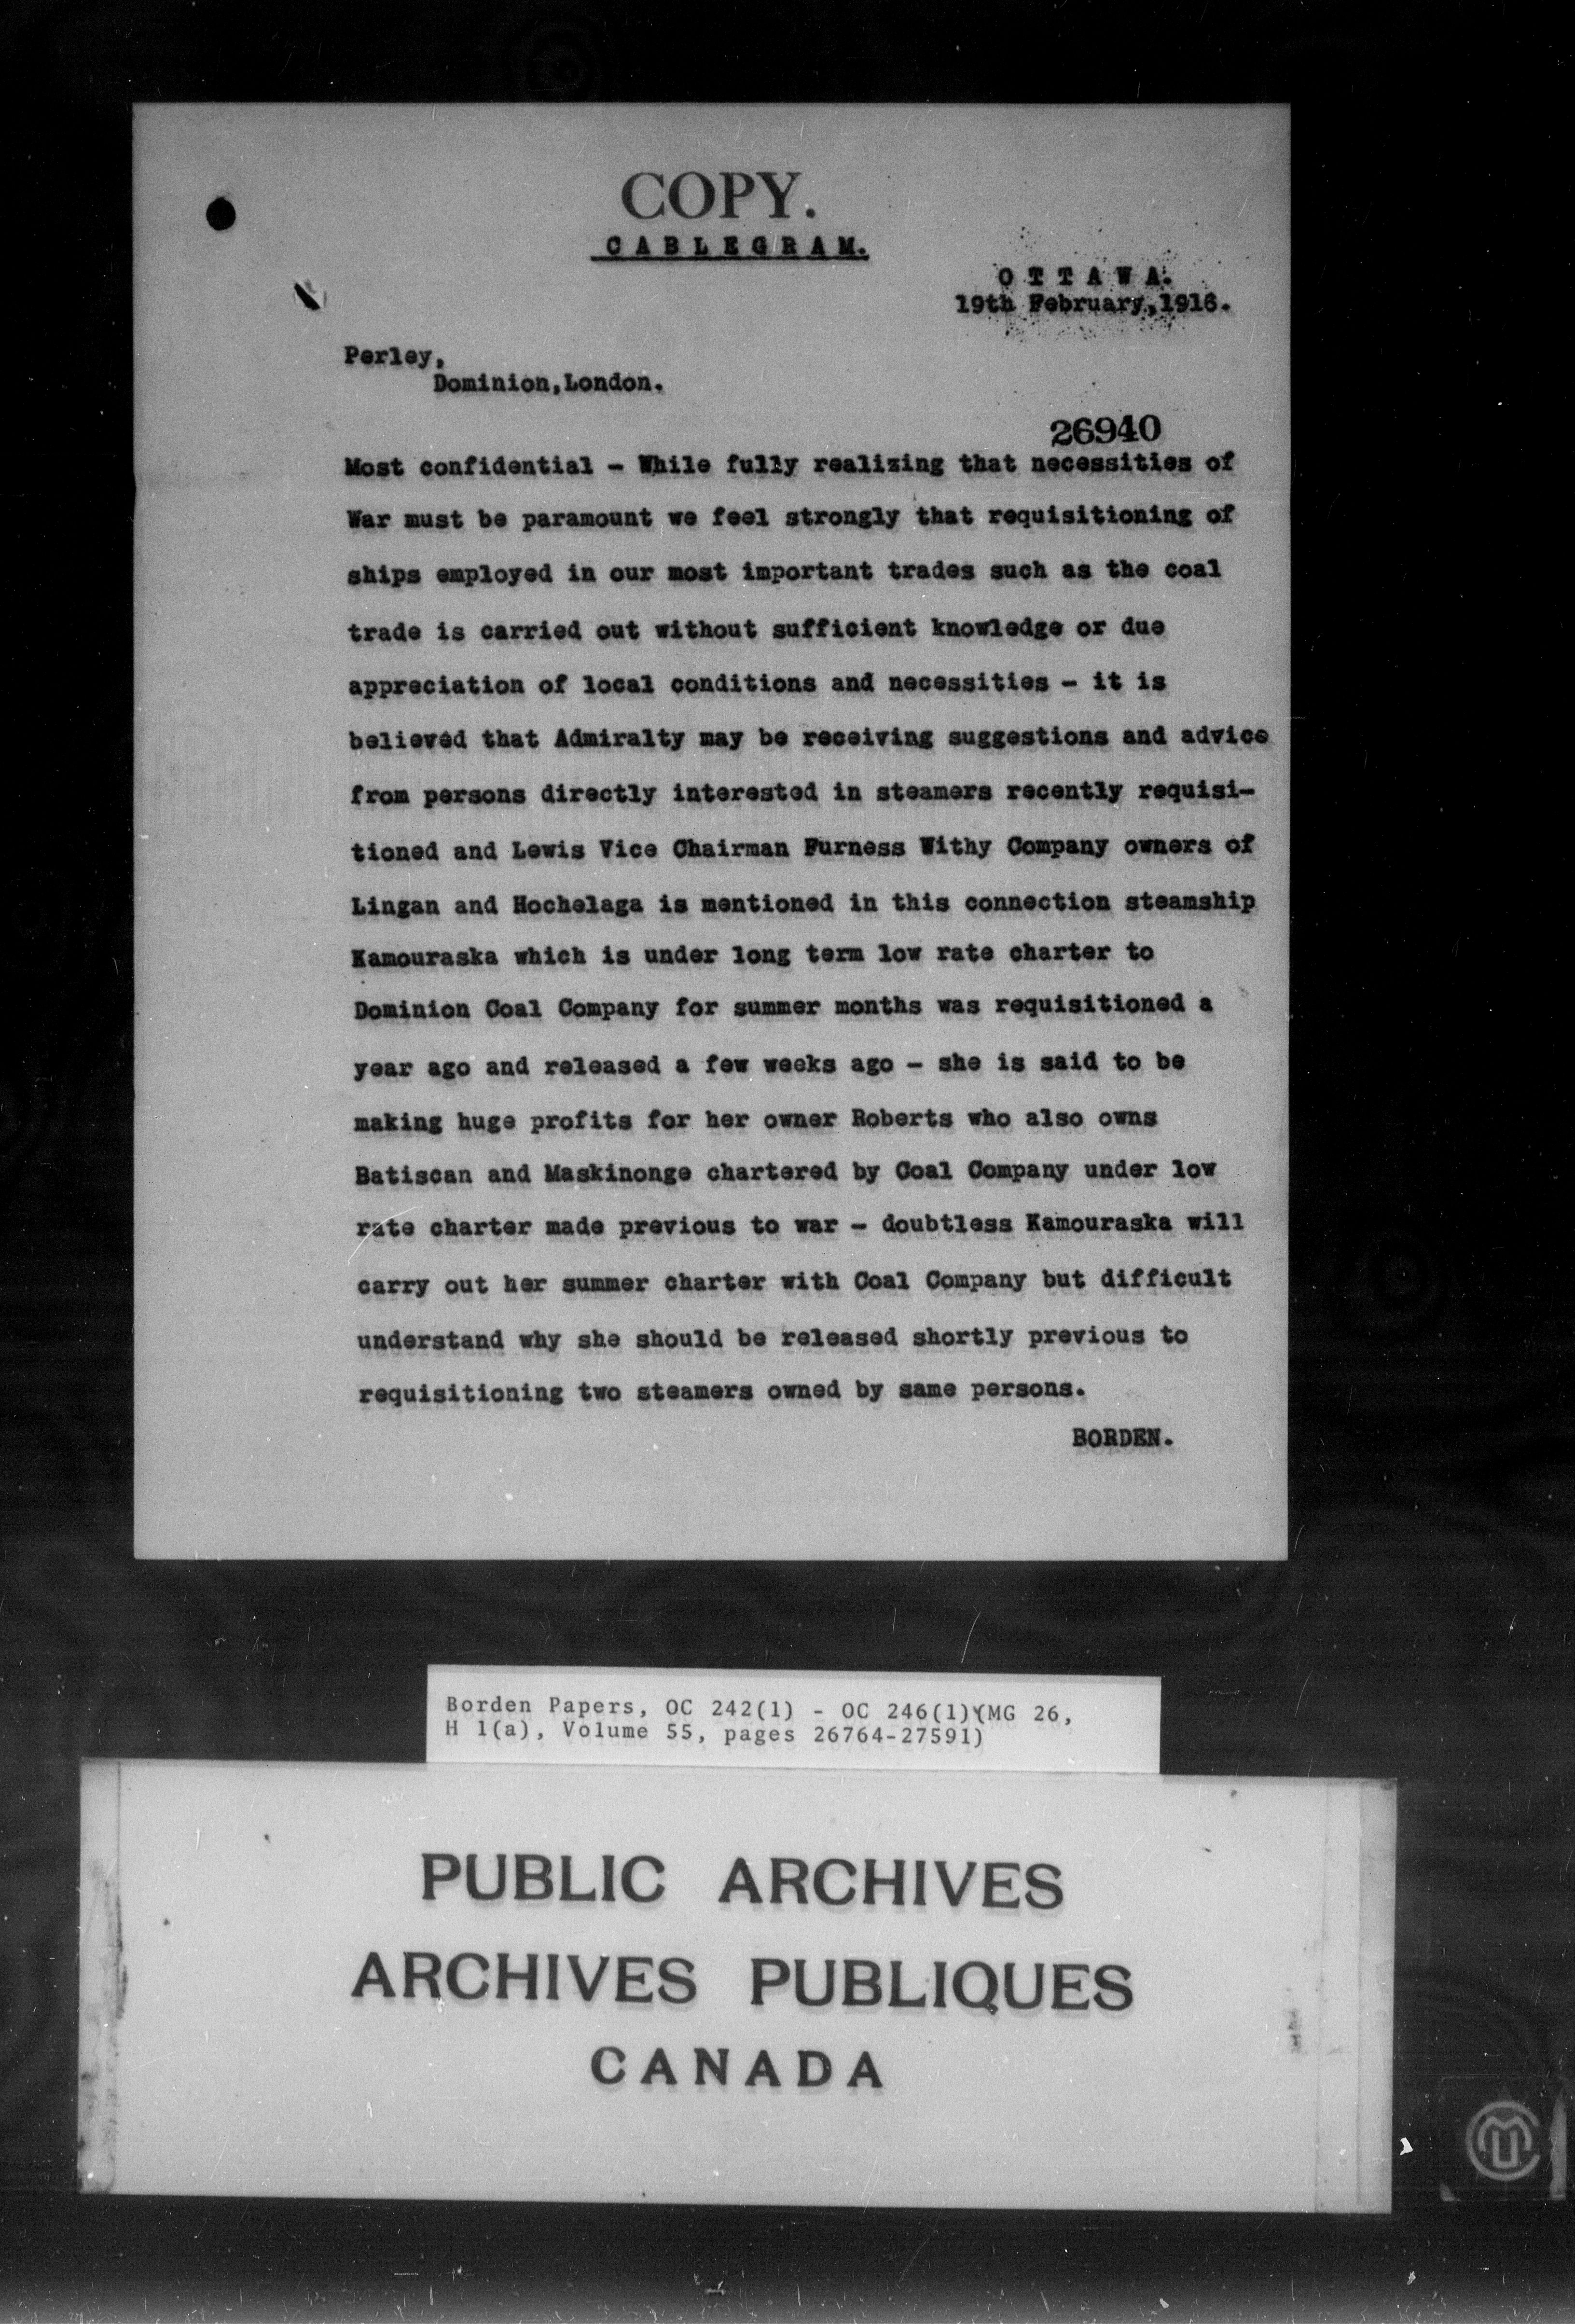 COPY.
CABLEGRAM.
OTTAWA.
19th February,1916.
Perley,
Dominion,London.
26940
Most confidential - While fully realizing that necessities of
War must be paramount we feel strongly that requisitioning of
ships employed in our most important trades such as the coal
trade is carried out without sufficient knowledge or due
appreciation of local conditions and necessities - it is
believed that Admiralty may be receiving suggestions and advice
from persons directly interested in steamers recently requisi-
tioned and Lewis Vice Chairman Furness Withy Company owners of
Lingan and Hochelaga is mentioned in this connection steamship
Kamouraska which is under long term low rate charter to
Dominion Coal Company for summer months was requisitioned a
year ago and released a few weeks ago - she is said to be
making huge profits for her owner Roberts who also owns
Batiscan and Maskinonge chartered by Coal Company under low
rate charter made previous to war - doubtless Kamouraska will
carry out her summer charter with Coal Company but difficult
understand why she should be released shortly previous to
requisitioning two steamers owned by same persons.
BORDEN.
Borden Papers, OC 242(1) - OC 246(1)(MG 26,
H 1(a), Volume 55, pages 26764-27591)
PUBLIC ARCHIVES
ARCHIVES PUBLIQUES
CANADA